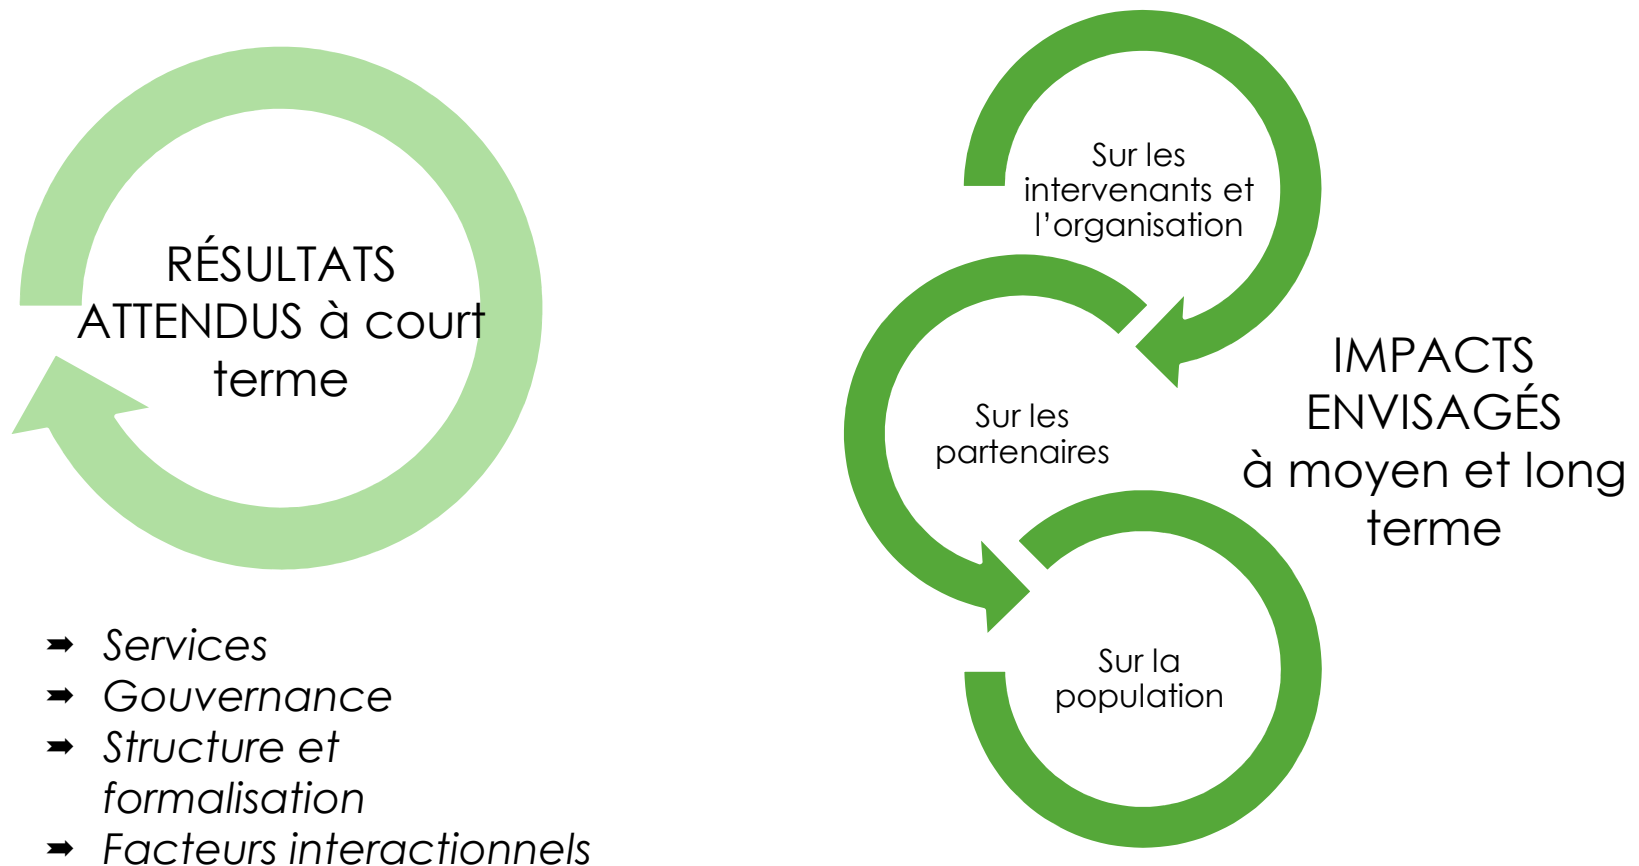 RÉSULTATS
ATTENDUS à court
terme
➡ Services
➡ Gouvernance
➡ Structure et
formalisation
➡ Facteurs interactionnels
Sur les
intervenants et
l’organisation
Sur les
partenaires
Sur la
population
IMPACTS
ENVISAGÉS
à moyen et long
terme